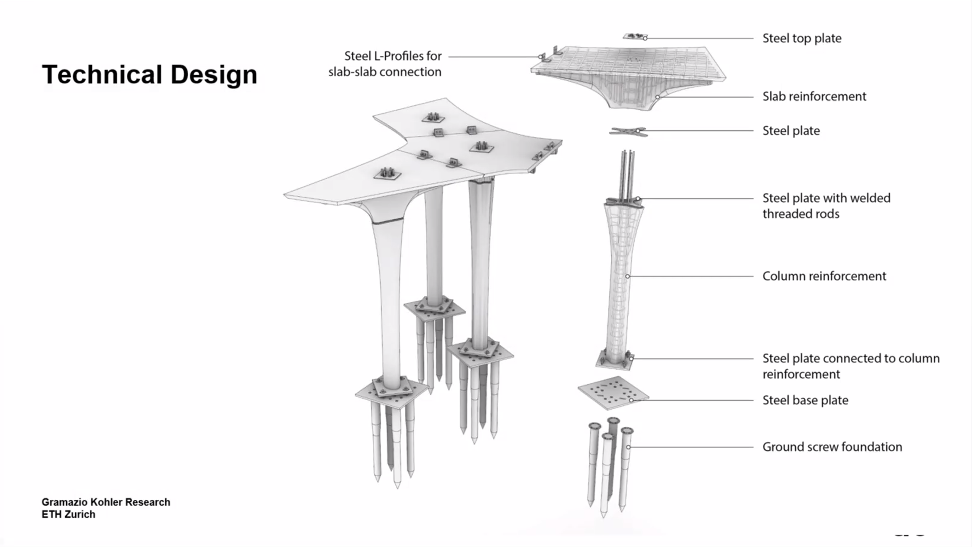 Technical Design
Steel L-Profiles for
slab-slab connection
Steel top plate
Slab reinforcement
Steel plate
Steel plate with welded
threaded rods
Column reinforcement
Steel plate connected to column
reinforcement
Steel base plate
Ground screw foundation
Gramazio Kohler Research
ETH Zurich